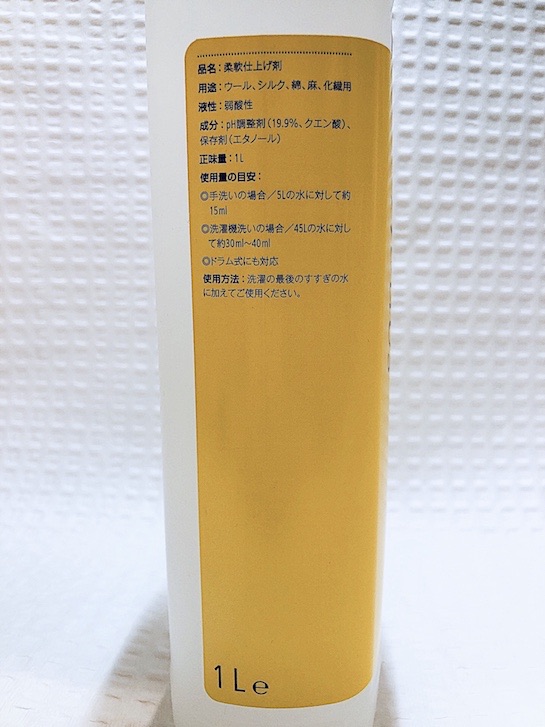 品名：柔軟仕上げ剤
用途：ウール、シルク、綿、麻、化繊用
液性：弱酸性
成分：pH調整剤（19.9%、クエン酸）、
保存剤（エタノール）
正味量：1L
使用量の目安：
◎手洗いの場合／5Lの水に対して約
15ml
◎洗濯機洗いの場合／45Lの水に対し
て約30ml〜40ml
◎ドラム式にも対応
使用方法：洗濯の最後のすすぎの水
に加えてご使用ください。
1L℮